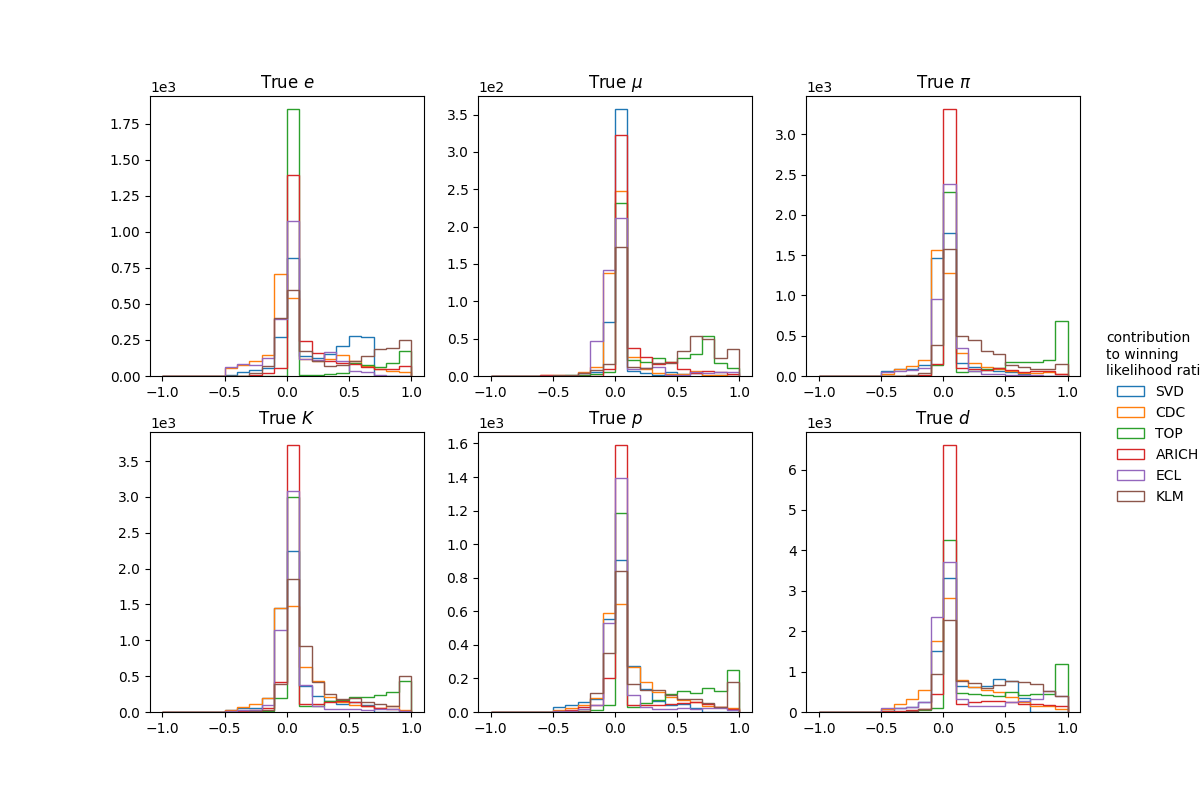 True e
1e3
1.75
1.50
1.25
1.00
0.75
0.50
0.25
0.00
−1.0 −0.5 0.0 0.5 1.0
True μ
1e2
3.5
3.0
2.5
2.0
1.5
1.0
0.5
0.0
−1.0 −0.5 0.0 0.5 1.0
True π
1e3
3.0
2.5
2.0
1.5
1.0
0.5
0.0
−1.0 −0.5 0.0 0.5 1.0
True K
1e3
3.5
3.0
2.5
2.0
1.5
1.0
0.5
0.0
−1.0 −0.5 0.0 0.5 1.0
True p
1e3
1.6
1.4
1.2
1.0
0.8
0.6
0.4
0.2
0.0
−1.0 −0.5 0.0 0.5 1.0
True d
1e3
6
5
4
3
2
1
0
−1.0 −0.5 0.0 0.5 1.0
contribution
to winning
likelihood rati
SVD
CDC
TOP
ARICH
ECL
KLM